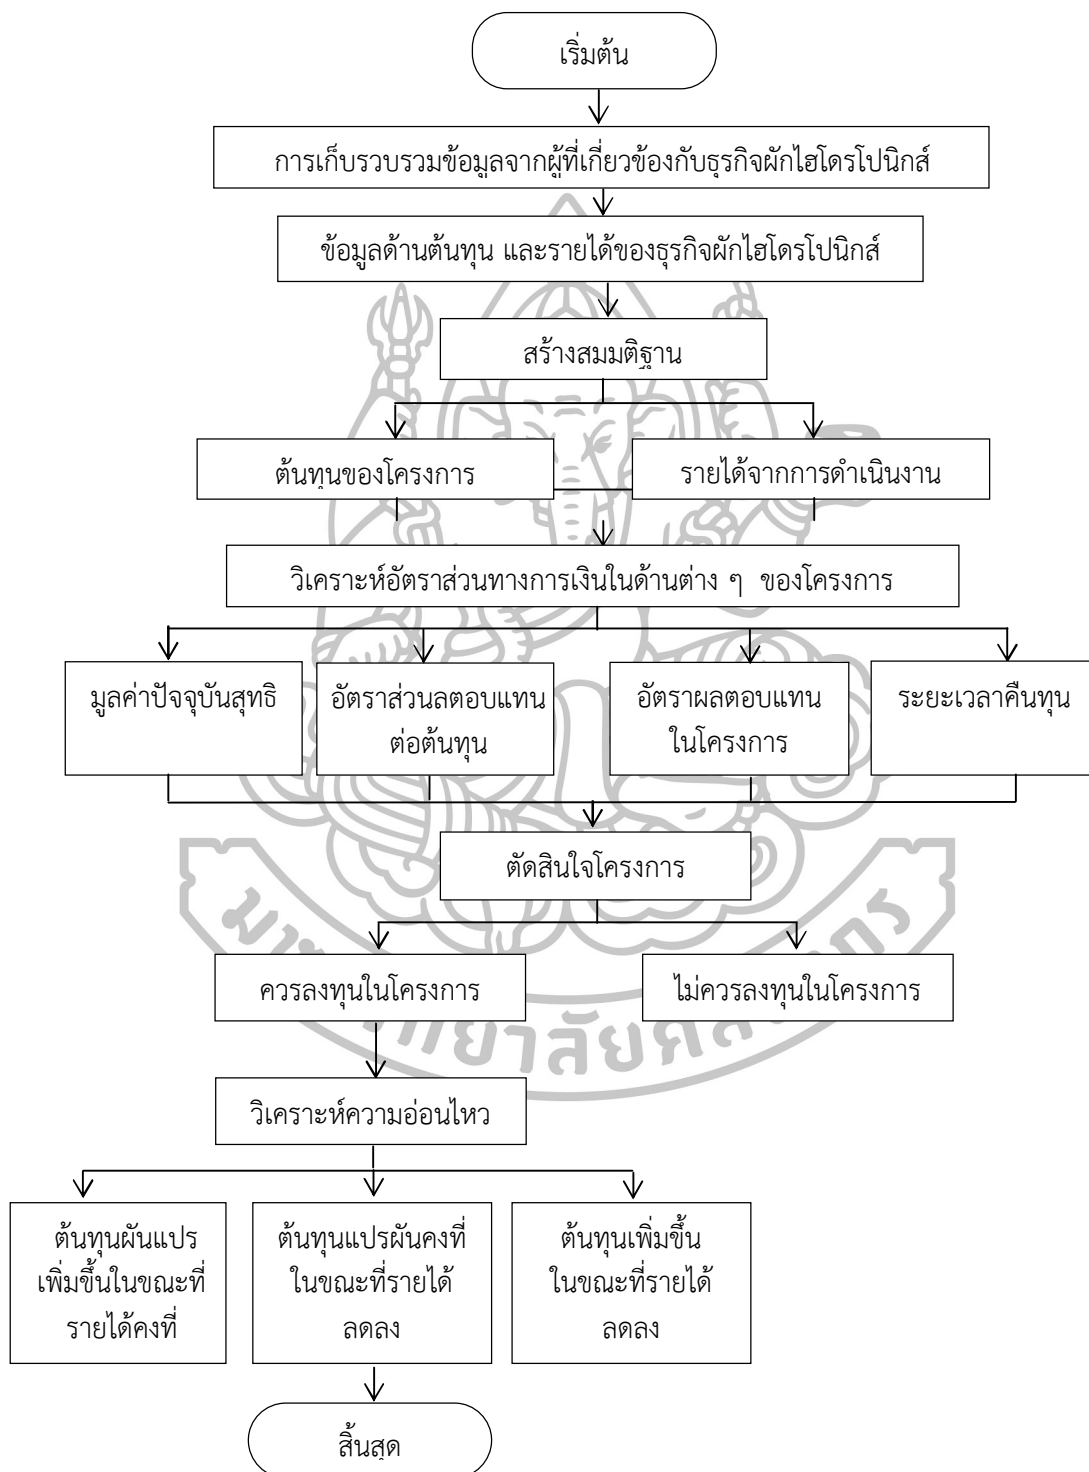 เริ่มต้น
การเก็บรวบรวมข้อมูลจากผู้ที่เกี่ยวข้องกับธุรกิจผักไฮโดรโปนิกส์
ข้อมูลด้านต้นทุน และรายได้ของธุรกิจผักไฮโดรโปนิกส์
สร้างสมมติฐาน
ต้นทุนของโครงการ
รายได้จากการดำเนินงาน
วิเคราะห์อัตราส่วนทางการเงินในด้านต่าง ๆ ของโครงการ
มูลค่าปัจจุบันสุทธิ
อัตราส่วนลตอบแทน
ต่อต้นทุน
อัตราผลตอบแทน
ในโครงการ
ระยะเวลาคืนทุน
ตัดสินใจโครงการ
ควรลงทุนในโครงการ
ไม่ควรลงทุนในโครงการ
วิเคราะห์ความอ่อนไหว
ต้นทุนผันแปร
เพิ่มขึ้นในขณะที่
รายได้คงที่
ต้นทุนแปรผันคงที่
ในขณะที่รายได้
ลดลง
ต้นทุนเพิ่มขึ้น
ในขณะที่รายได้
ลดลง
สิ้นสุด